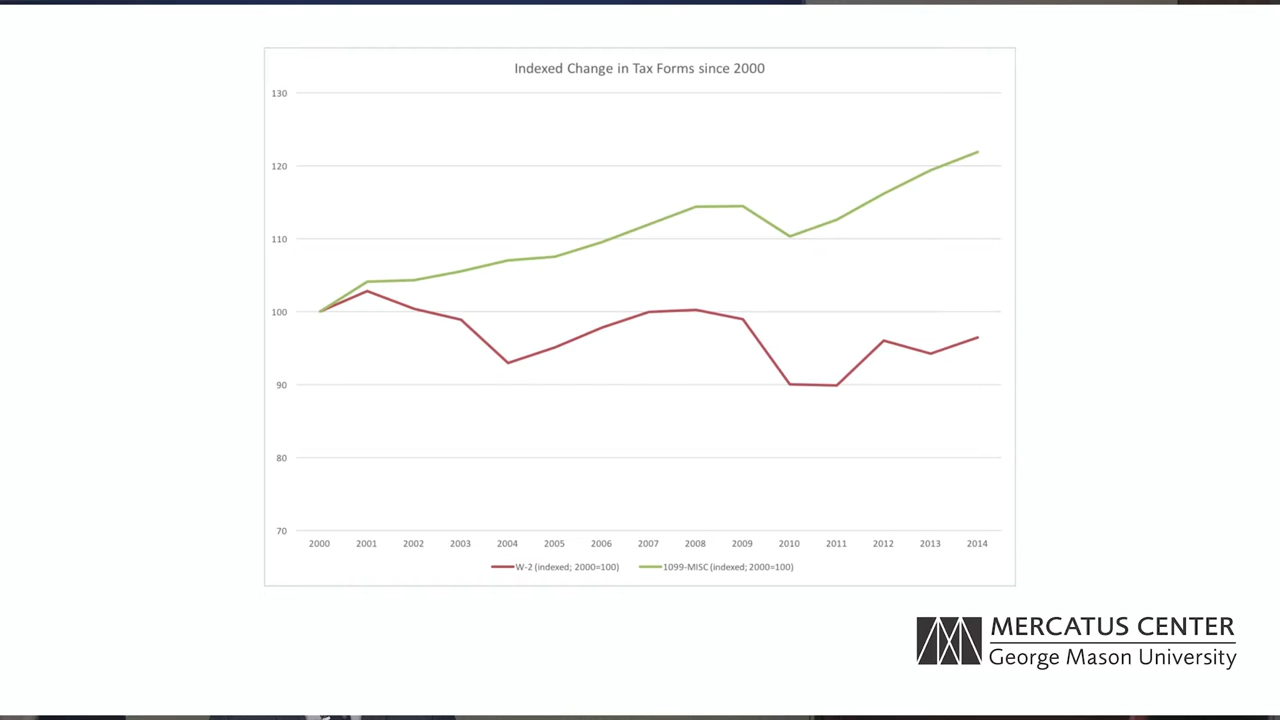 Indexed Change in Tax Forms since 2000
130
120
110
100
90
80
70
2000 2001 2002 2003 2004 2005 2006 2007 2008 2009 2010 2011 2012 2013 2014
W-2 (indexed; 2000=100) 1099-MISC (indexed; 2000=100)
MERCATUS CENTER
George Mason University